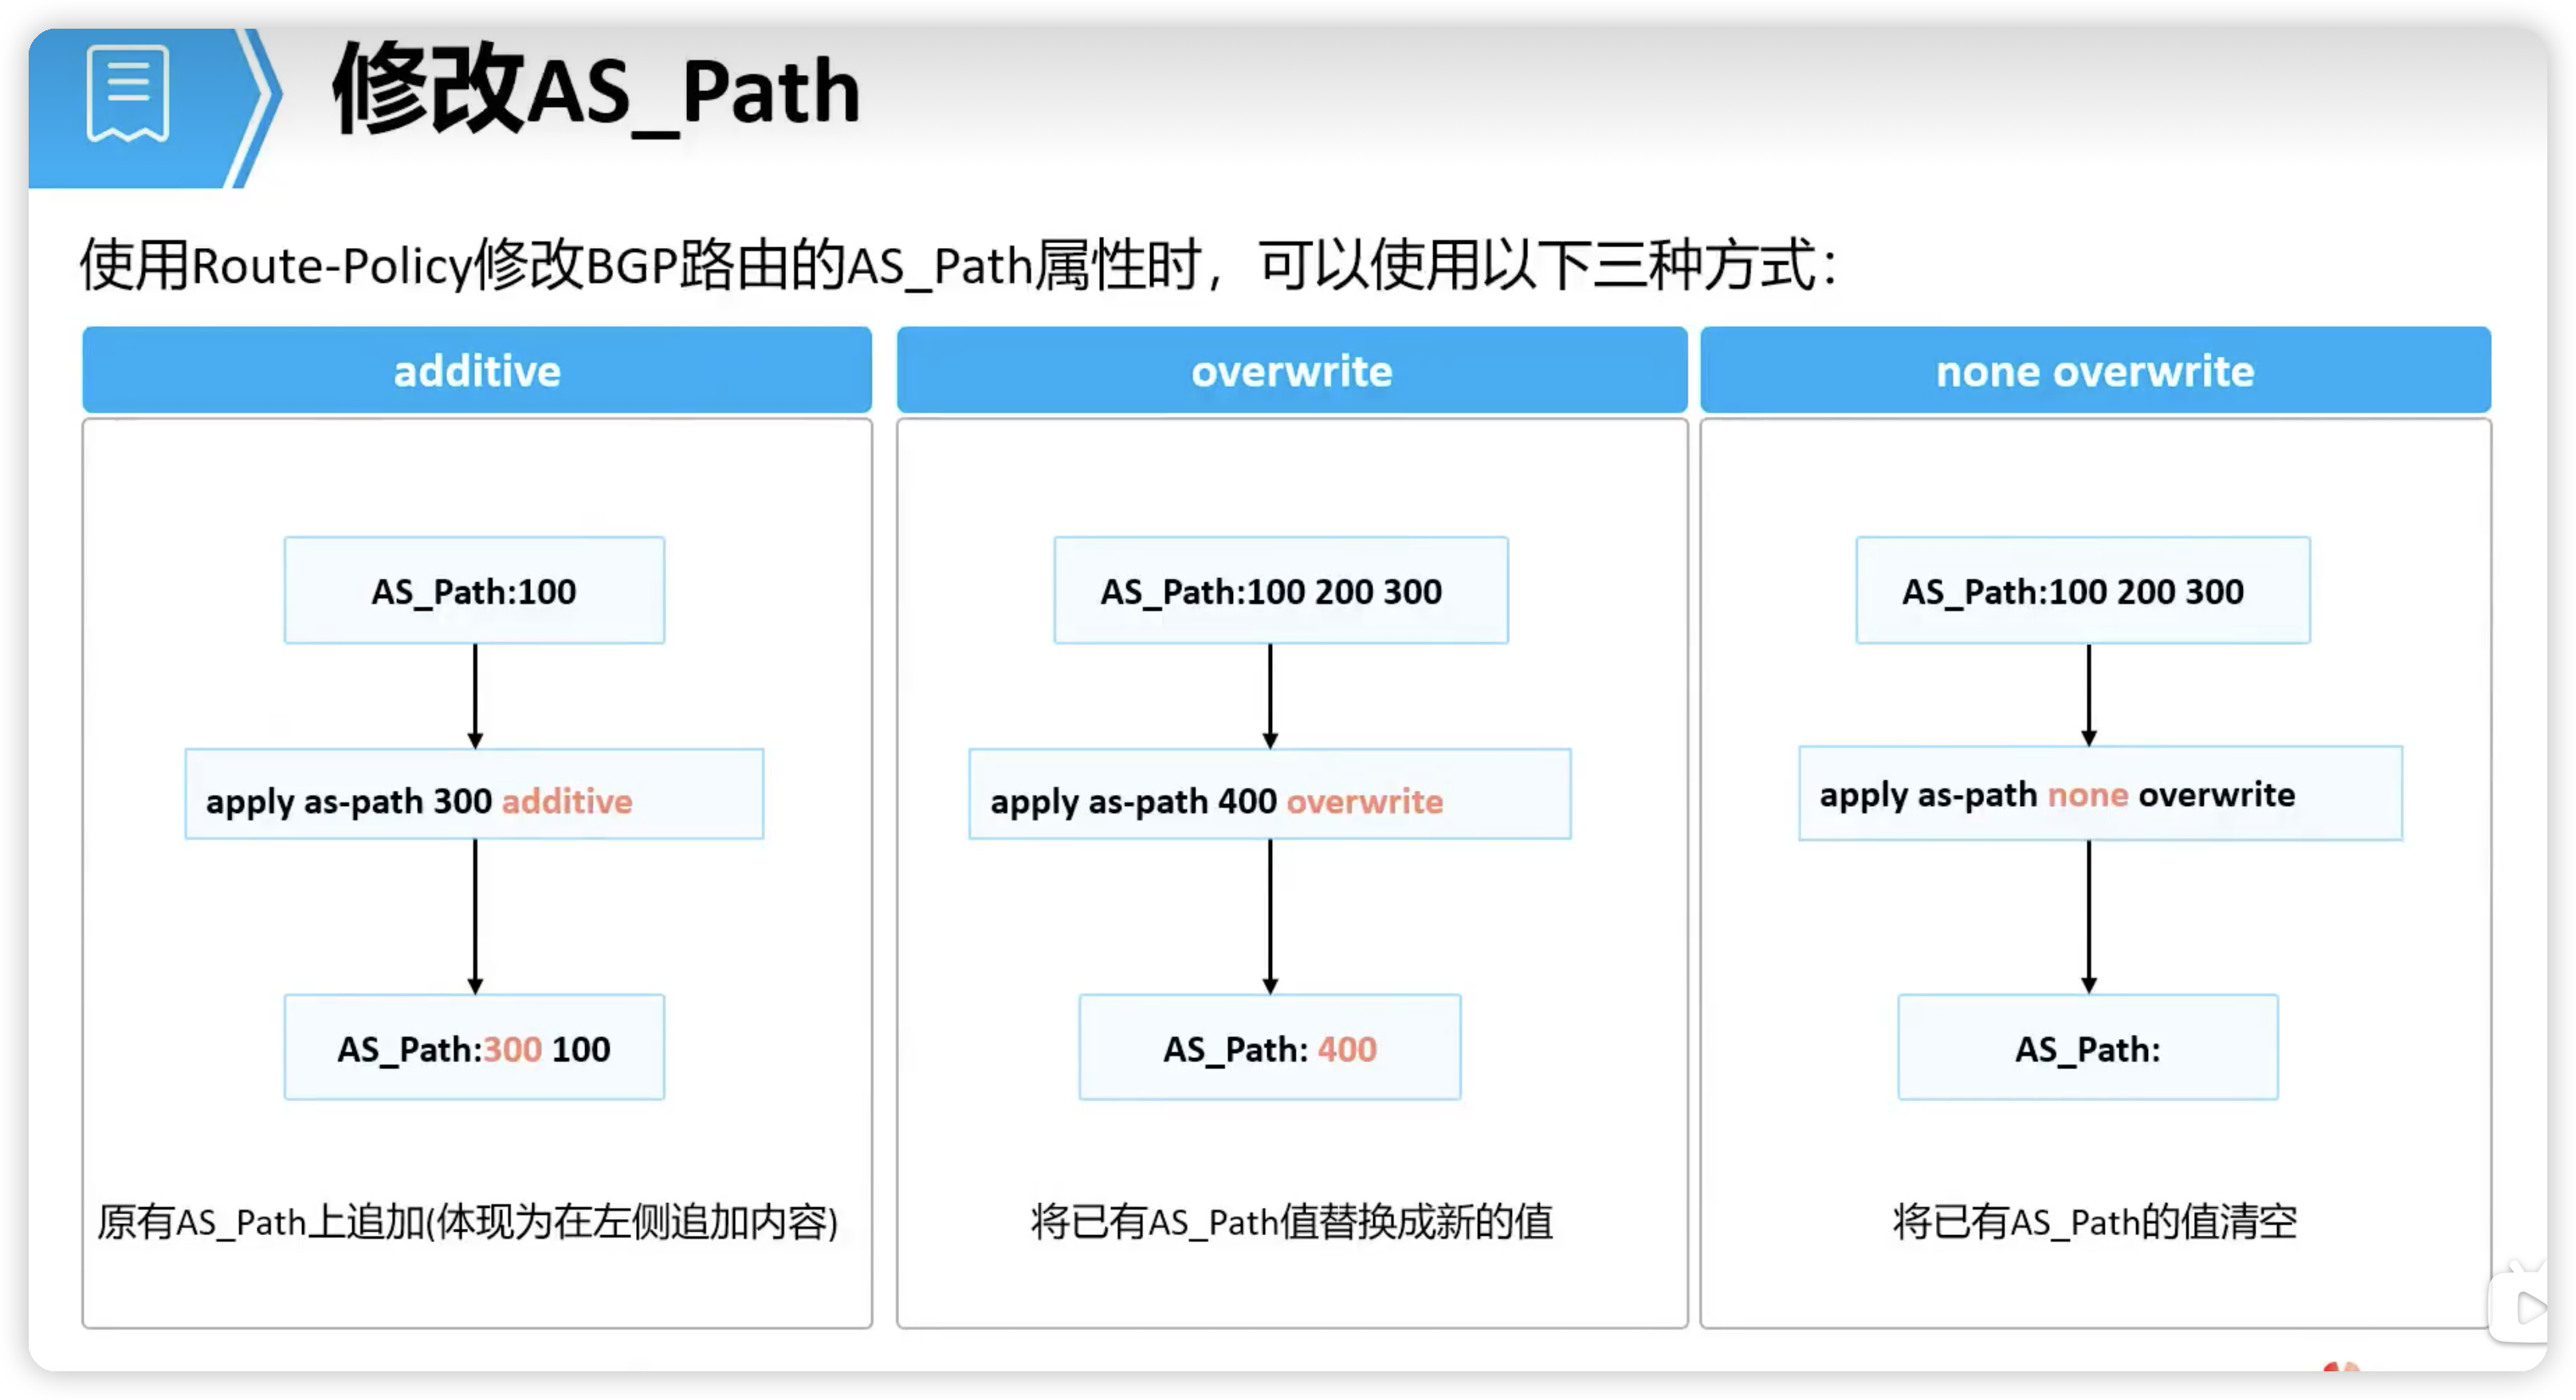 修改AS_Path
使用Route-Policy修改BGP路由的AS_Path属性时，可以使用以下三种方式：
additive
AS_Path:100
apply as-path 300 additive
AS_Path:300 100
原有AS_Path上追加(体现为在左侧追加内容)
overwrite
AS_Path:100 200 300
apply as-path 400 overwrite
AS_Path: 400
将已有AS_Path值替换成新的值
none overwrite
AS_Path:100 200 300
apply as-path none overwrite
AS_Path:
将已有AS_Path的值清空